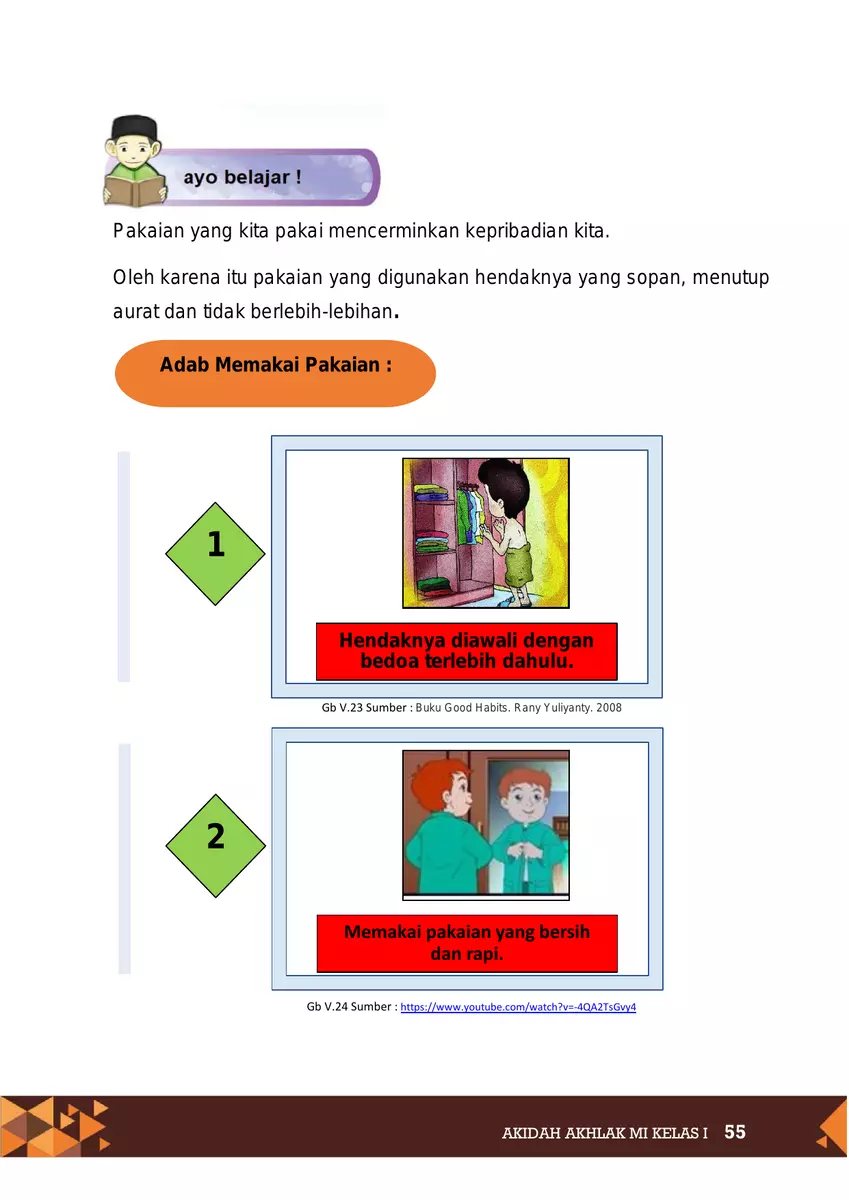 ayo belajar !
Pakaian yang kita pakai mencerminkan kepribadian kita.
Oleh karena itu pakaian yang digunakan hendaknya yang sopan, menutup
aurat dan tidak berlebih-lebihan.
Adab Memakai Pakaian :
1
Hendaknya diawali dengan
bedoa terlebih dahulu.
Gb V.23 Sumber : Buku Good Habits. Rany Yuliyanty. 2008
2
Memakai pakaian yang bersih
dan rapi.
Gb V.24 Sumber : https://www.youtube.com/watch?v=-4QA2TsGvy4
AKIDAH AKHLAK MI KELAS I 55